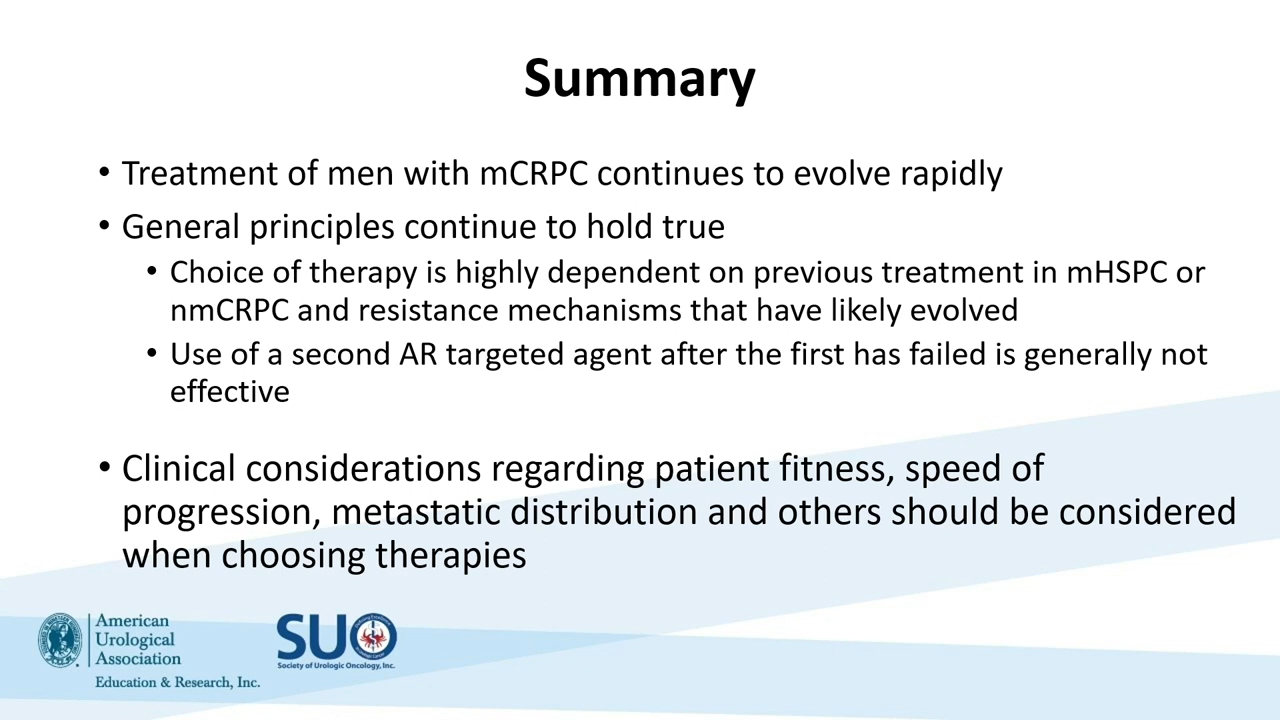 Summary
• Treatment of men with mCRPC continues to evolve rapidly
• General principles continue to hold true
• Choice of therapy is highly dependent on previous treatment in mHSPC or
nmCRPC and resistance mechanisms that have likely evolved
• Use of a second AR targeted agent after the first has failed is generally not
effective
• Clinical considerations regarding patient fitness, speed of
progression, metastatic distribution and others should be considered
when choosing therapies
American
Urological
Association
Education & Research, Inc.
SUO
Society of Urologic Oncology, Inc.